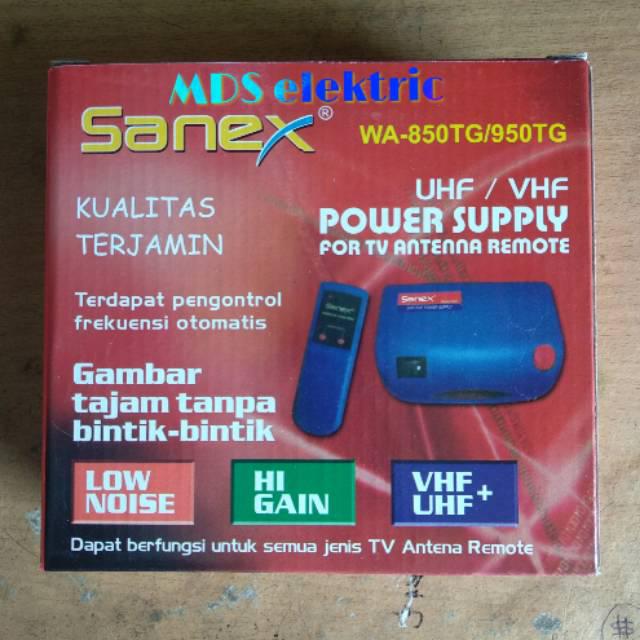 MDS elektric
Sanex®
WA-850TG/950TG
UHF / VHF
POWER SUPPLY
FOR TV ANTENNA REMOTE
KUALITAS
TERJAMIN
Terdapat pengontrol
frekuensi otomatis
Gambar
tajam tanpa
bintik-bintik
Sanex
Sanex
LOW
NOISE
HI
GAIN
VHF
UHF+
Dapat berfungsi untuk semua jenis TV Antena Remote